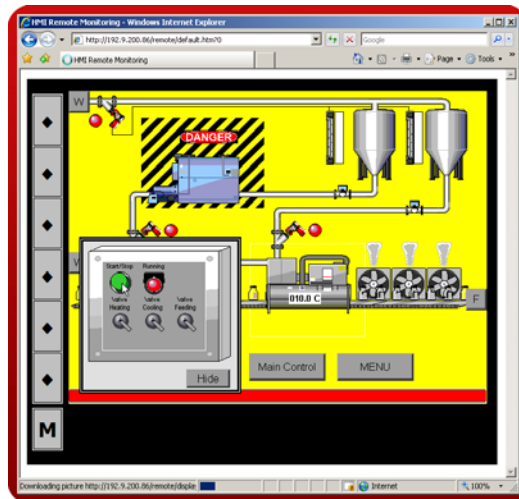 HMI Remote Monitoring - Windows Internet Explorer
http://192.9.200.86/remote/default.htm?0
Google
HMI Remote Monitoring
Page
Tools
W
DANGER
Start/Stop Running
Valve Valve Valve
Heating Cooling Feeding
010.0 C
F
Hide
Main Control
MENU
M
Downloading picture http://192.9.200.86/remote/display
Internet
100%